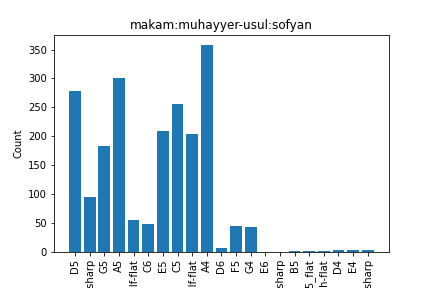 makam:muhayyer-usul:sofyan
Count
350
300
250
200
150
100
50
0
D5
sharp
G5
A5
lf-flat
C6
E5
C5
lf-flat
A4
D6
F5
G4
E6
sharp
B5
5_flat
h-flat
D4
E4
sharp